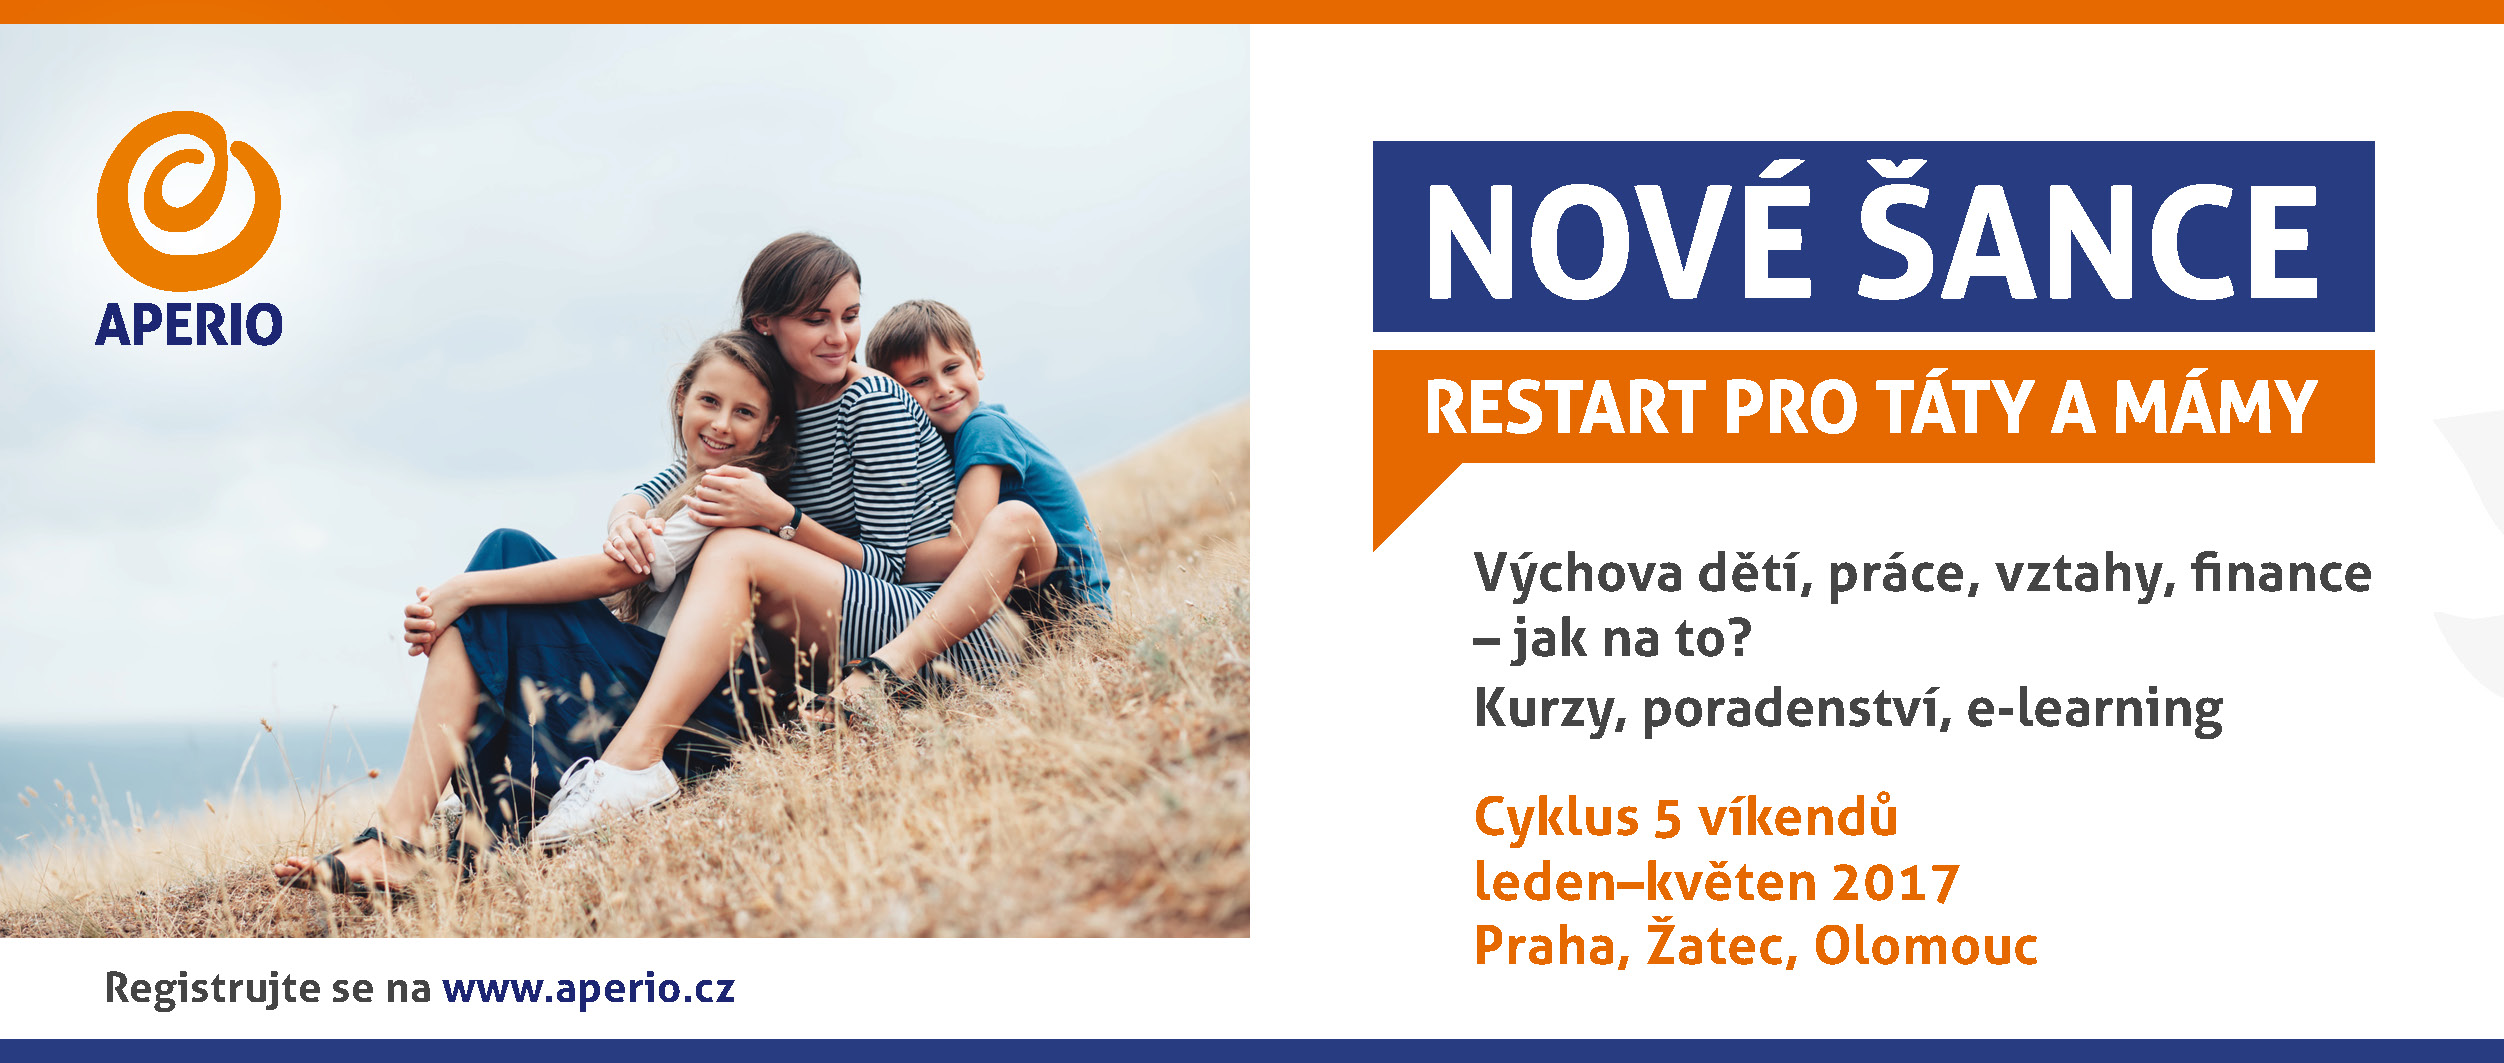 APERIO
NOVÉ ŠANCE
RESTART PRO TÁTY A MÁMY
Výchova dětí, práce, vztahy, finance
– jak na to?
Kurzy, poradenství, e-learning
Cyklus 5 víkendů
leden–květen 2017
Praha, Žatec, Olomouc
Registrujte se na www.aperio.cz